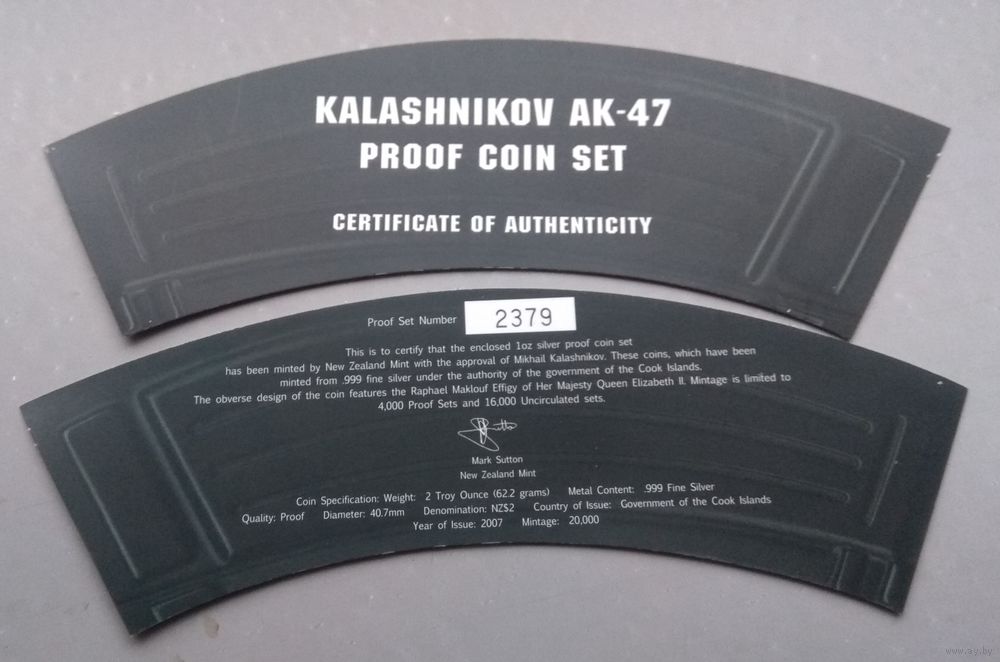 KALASHNIKOV AK-47
PROOF COIN SET
CERTIFICATE OF AUTHENTICITY
Proof Set Number 2379
This is to certify that the enclosed 1oz silver proof coin set
has been minted by New Zealand Mint with the approval of Mikhail Kalashnikov. These coins, which have been
minted from .999 fine silver under the authority of the government of the Cook Islands.
The obverse design of the coin features the Raphael Maklouf Effigy of Her Majesty Queen Elizabeth II. Mintage is limited to
4,000 Proof Sets and 16,000 Uncirculated sets.
Mark Sutton
New Zealand Mint
Coin Specification: Weight: 2 Troy Ounce (62.2 grams) Metal Content: .999 Fine Silver
Quality: Proof Diameter: 40.7mm Denomination: NZ$2 Country of Issue: Government of the Cook Islands
Year of Issue: 2007 Mintage: 20,000
www.ay.by